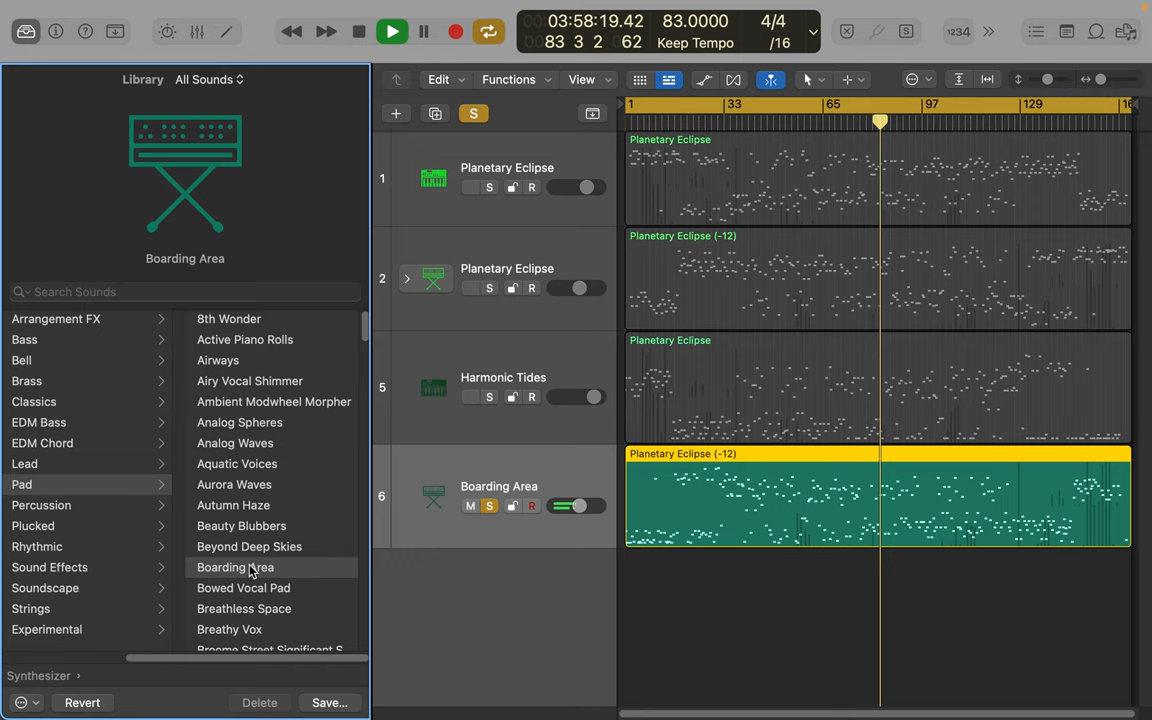 03:58:19.42 83.0000 4/4
83 3 2 062 Keep Tempo /16
1234
Library All Sounds
Edit Functions View
S
1 33 65 97 129
Boarding Area
Search Sounds
Arrangement FX
Bass
Bell
Brass
Classics
EDM Bass
EDM Chord
Lead
Pad
Percussion
Plucked
Rhythmic
Sound Effects
Soundscape
Strings
Experimental
8th Wonder
Active Piano Rolls
Airways
Airy Vocal Shimmer
Ambient Modwheel Morpher
Analog Spheres
Analog Waves
Aquatic Voices
Aurora Waves
Autumn Haze
Beauty Blubbers
Beyond Deep Skies
Boarding Area
Bowed Vocal Pad
Breathless Space
Breathy Vox
Broome Street Significant S
Synthesizer ›
Revert Delete Save...
1 Planetary Eclipse
S R
2 Planetary Eclipse
S R
5 Harmonic Tides
S R
6 Boarding Area
M S R
Planetary Eclipse
Planetary Eclipse (-12)
Planetary Eclipse
Planetary Eclipse (-12)